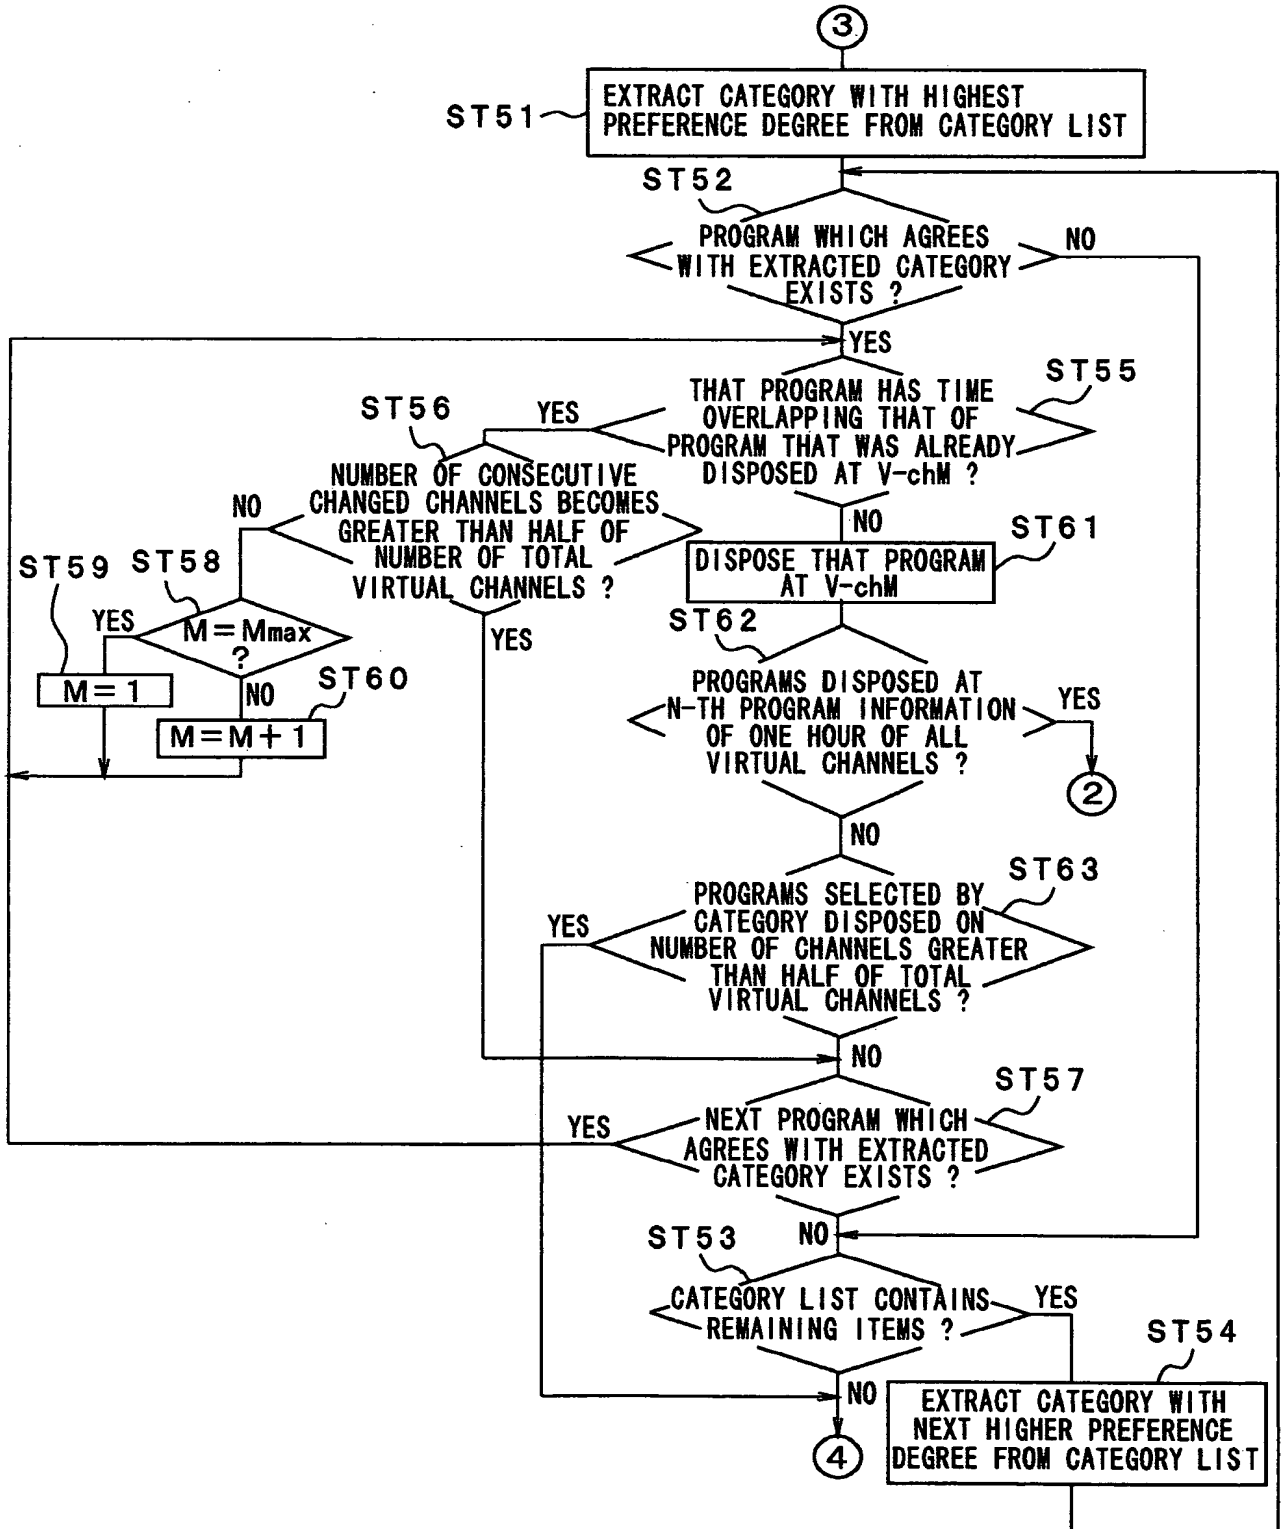 3
ST51
EXTRACT CATEGORY WITH HIGHEST
PREFERENCE DEGREE FROM CATEGORY LIST
ST52
PROGRAM WHICH AGREES
WITH EXTRACTED CATEGORY
EXISTS ?
NO
YES
ST55
THAT PROGRAM HAS TIME
OVERLAPPING THAT OF
PROGRAM THAT WAS ALREADY
DISPOSED AT V-chM ?
YES
NO
ST56
NUMBER OF CONSECUTIVE
CHANGED CHANNELS BECOMES
GREATER THAN HALF OF
NUMBER OF TOTAL
VIRTUAL CHANNELS ?
NO
YES
ST59
ST58
YES
M=Mmax
?
NO
M=1
ST60
M=M+1
ST61
DISPOSE THAT PROGRAM
AT V-chM
ST62
PROGRAMS DISPOSED AT
N-TH PROGRAM INFORMATION
OF ONE HOUR OF ALL
VIRTUAL CHANNELS ?
YES
2
NO
ST63
PROGRAMS SELECTED BY
CATEGORY DISPOSED ON
NUMBER OF CHANNELS GREATER
THAN HALF OF TOTAL
VIRTUAL CHANNELS ?
YES
NO
ST57
NEXT PROGRAM WHICH
AGREES WITH EXTRACTED
CATEGORY EXISTS ?
YES
NO
ST53
CATEGORY LIST CONTAINS
REMAINING ITEMS ?
YES
NO
ST54
EXTRACT CATEGORY WITH
NEXT HIGHER PREFERENCE
DEGREE FROM CATEGORY LIST
4